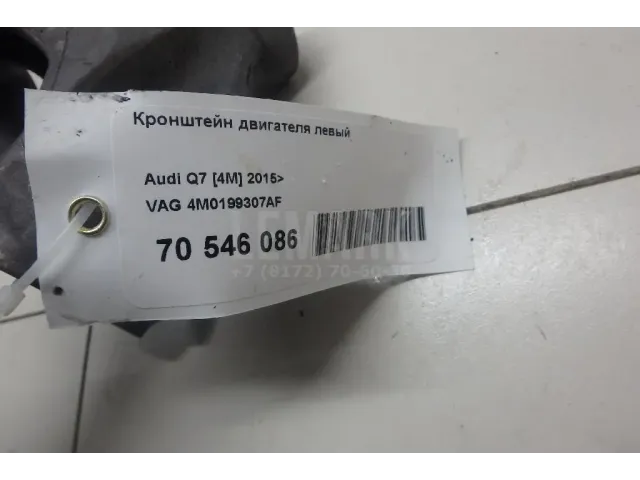 Кронштейн двигателя левый
Audi Q7 [4M] 2015>
VAG 4M0199307AF
70 546 086